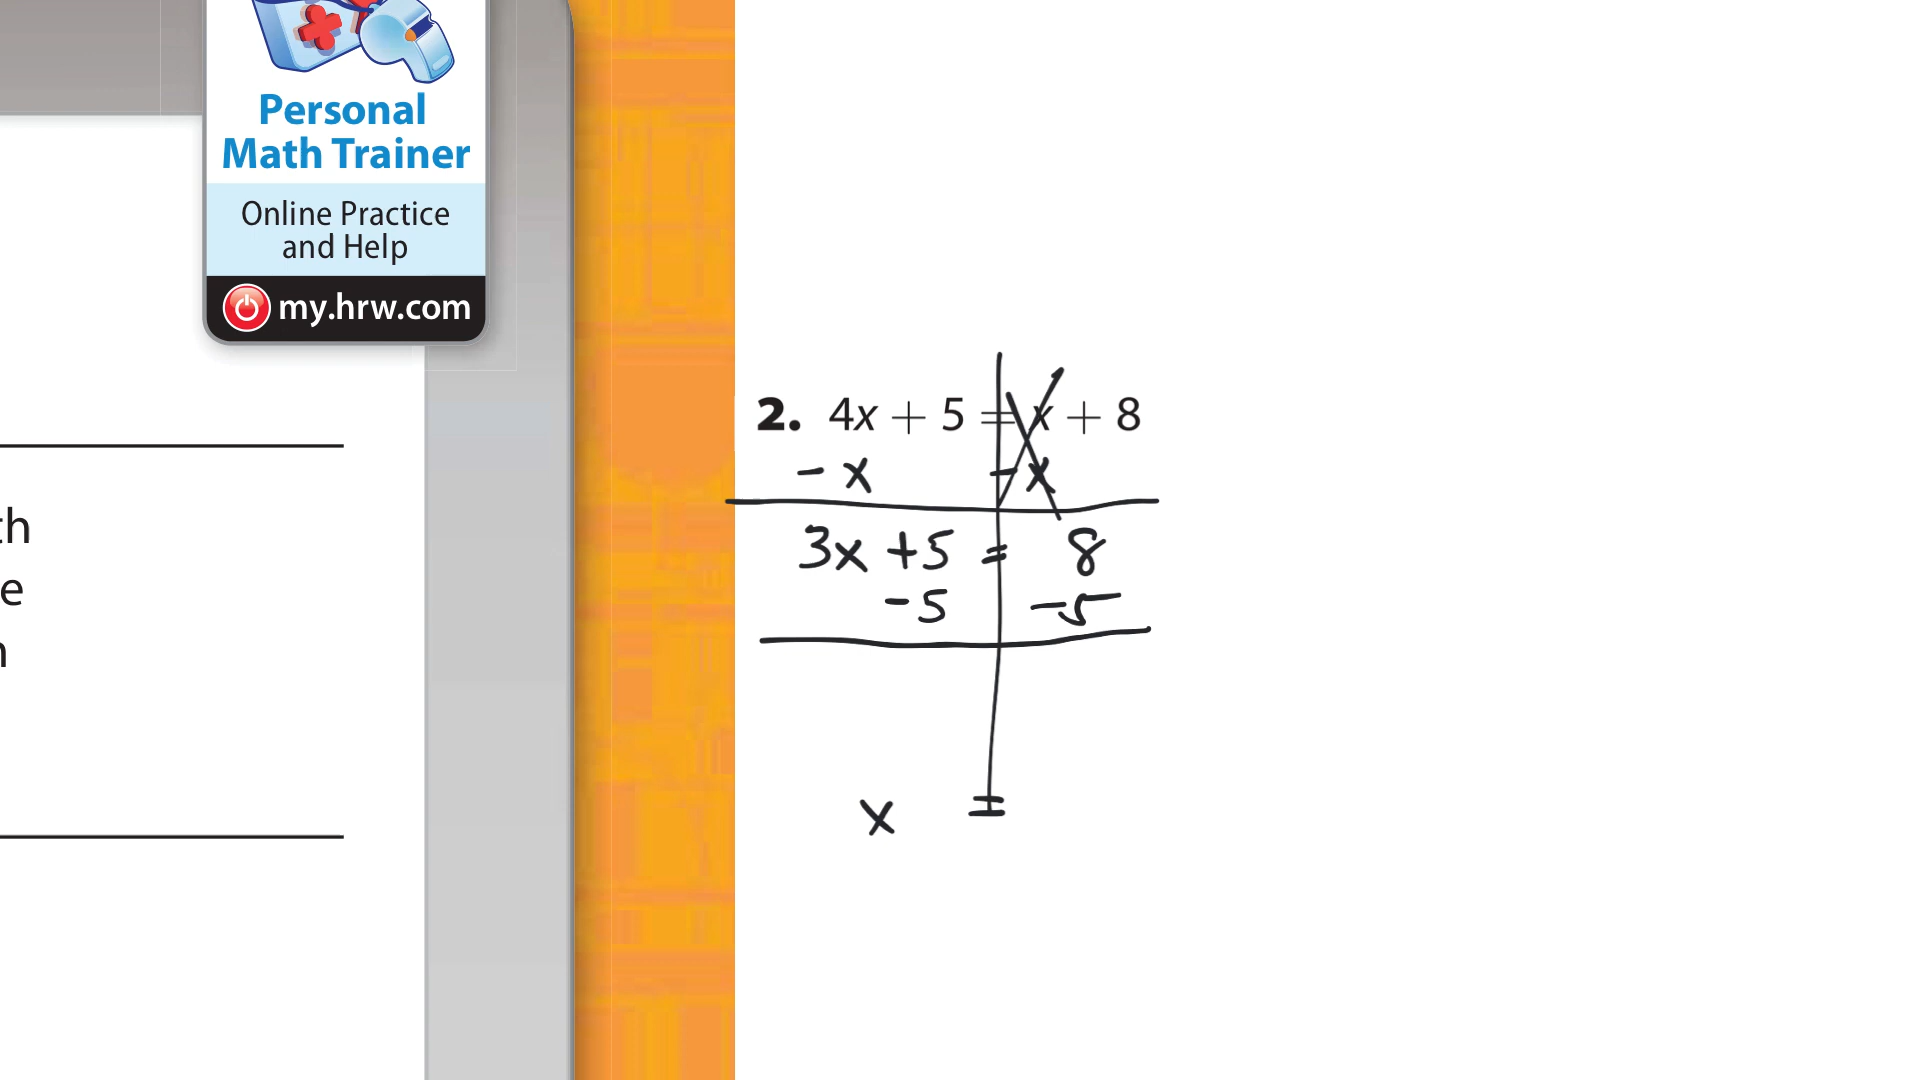 Personal
Math Trainer
Online Practice
and Help
my.hrw.com
th
e
n
2. 4x + 5 = x + 8
- x - x
3x + 5 = 8
- 5 - 5
x =